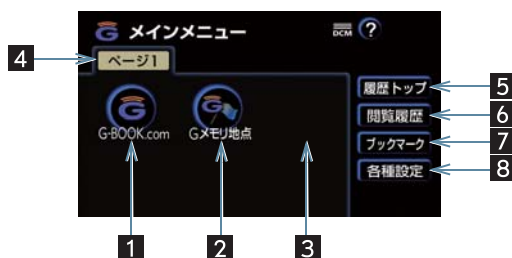 G メインメニュー DCM ?
4 ページ1
履歴トップ 5
閲覧履歴 6
ブックマーク 7
各種設定 8
G-BOOK.com Gメモリ地点
1 2 3